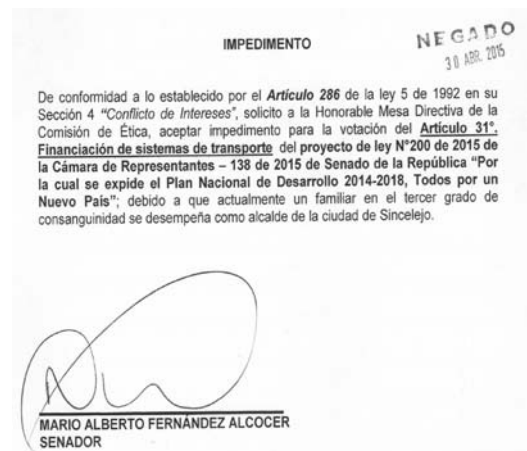 IMPEDIMENTO
NEGADO
30 ABR. 2015
De conformidad a lo establecido por el Artículo 286 de la ley 5 de 1992 en su
Sección 4 "Conflicto de Intereses", solicito a la Honorable Mesa Directiva de la
Comisión de Ética, aceptar impedimento para la votación del Artículo 31°.
Financiación de sistemas de transporte del proyecto de ley N°200 de 2015 de
la Cámara de Representantes – 138 de 2015 de Senado de la República "Por
la cual se expide el Plan Nacional de Desarrollo 2014-2018, Todos por un
Nuevo País"; debido a que actualmente un familiar en el tercer grado de
consanguinidad se desempeña como alcalde de la ciudad de Sincelejo.
MARIO ALBERTO FERNÁNDEZ ALCOCER
SENADOR